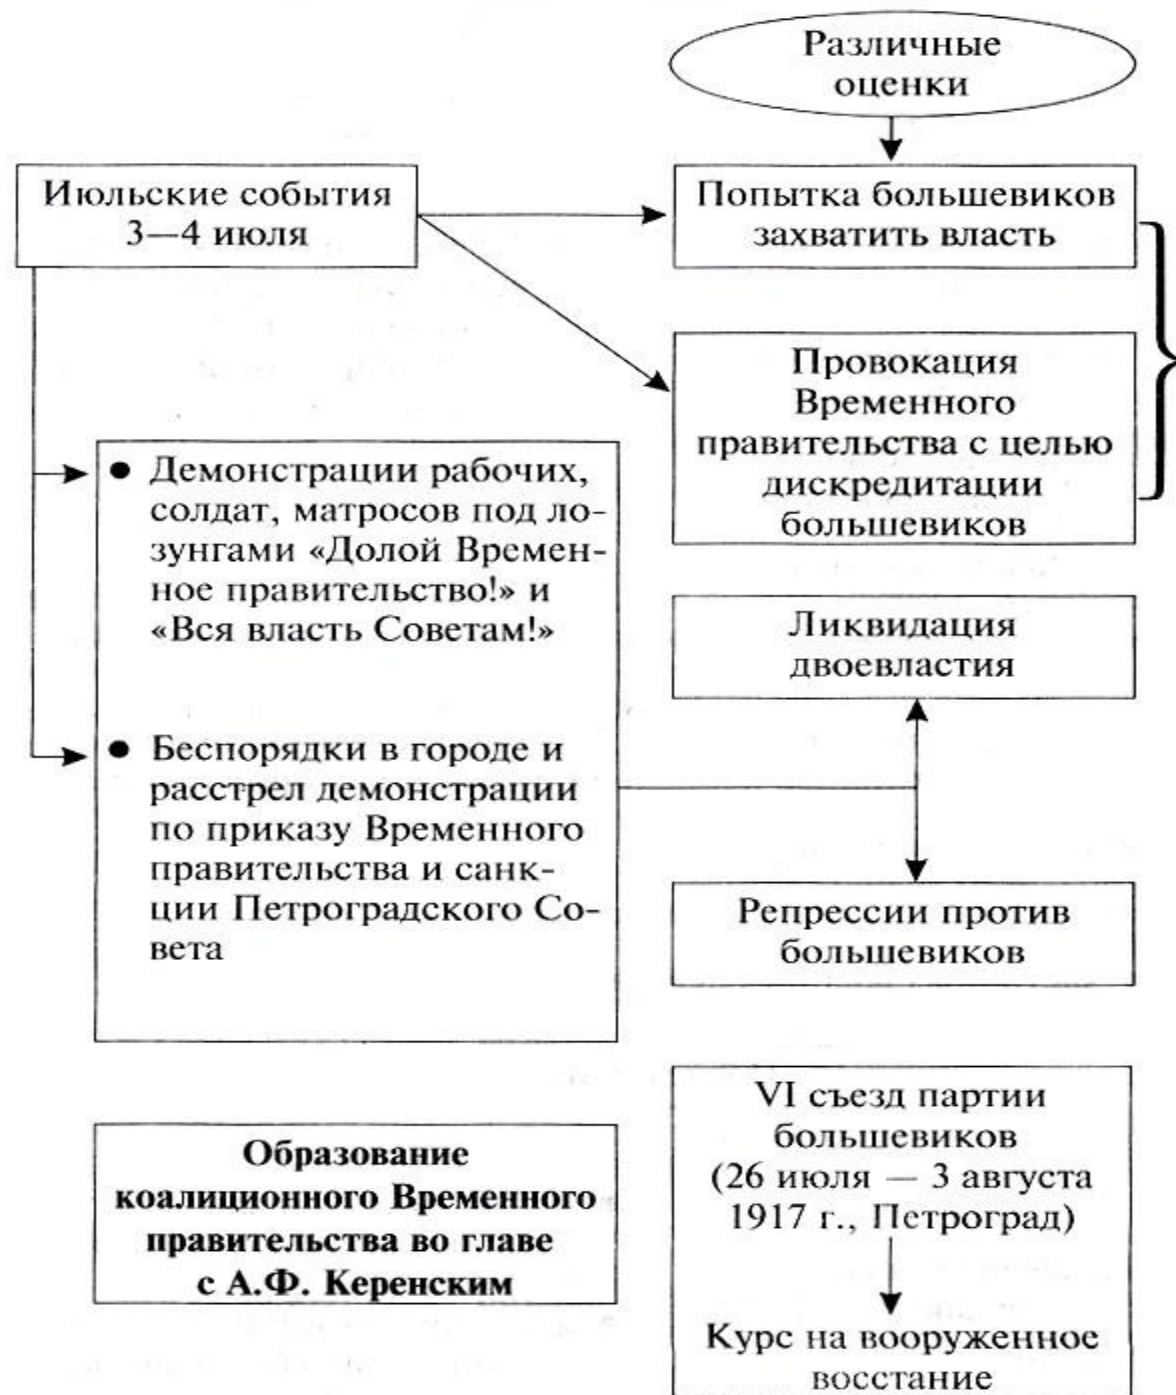 Различные
оценки
Июльские события
3—4 июля
Попытка большевиков
захватить власть
Провокация
Временного
правительства с целью
дискредитации
большевиков
● Демонстрации рабочих,
солдат, матросов под ло-
зунгами «Долой Времен-
ное правительство!» и
«Вся власть Советам!»
● Беспорядки в городе и
расстрел демонстрации
по приказу Временного
правительства и санк-
ции Петроградского Со-
вета
Ликвидация
двоевластия
Репрессии против
большевиков
Образование
коалиционного Временного
правительства во главе
с А.Ф. Керенским
VI съезд партии
большевиков
(26 июля — 3 августа
1917 г., Петроград)
Курс на вооруженное
восстание